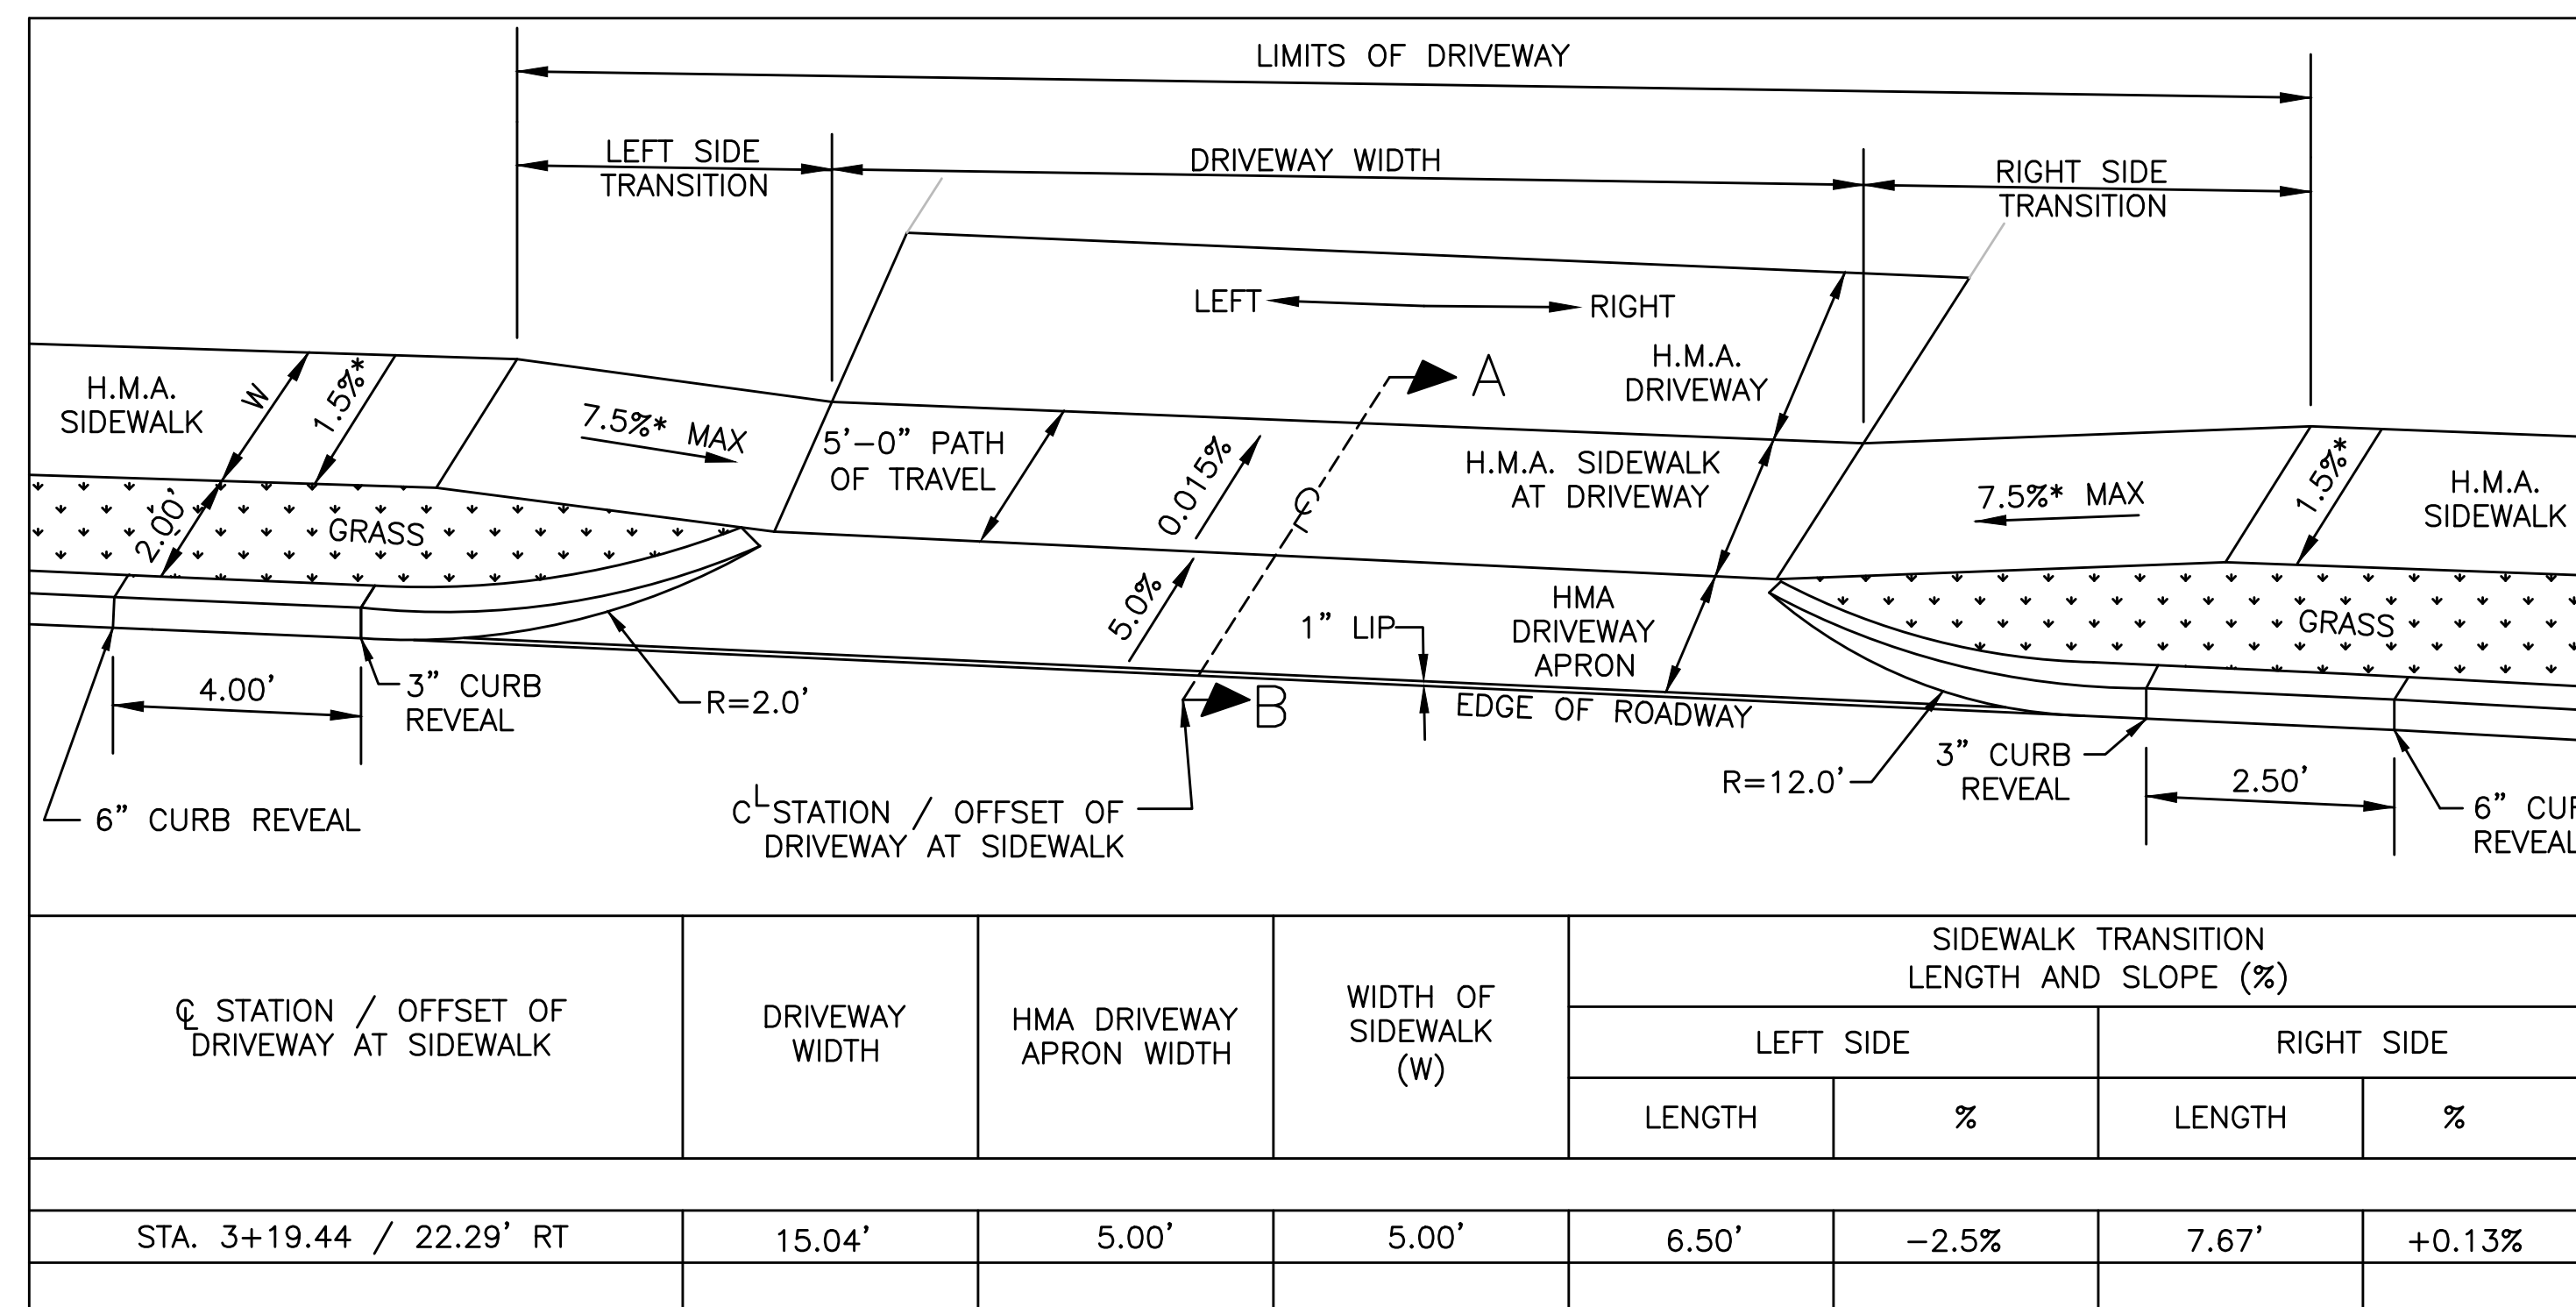 LIMITS OF DRIVEWAY
LEFT SIDE
TRANSITION
DRIVEWAY WIDTH
RIGHT SIDE
TRANSITION
LEFT
RIGHT
H.M.A.
SIDEWALK
W
1.5%*
7.5%* MAX
5'-0" PATH
OF TRAVEL
0.015%
℄
A
H.M.A.
DRIVEWAY
H.M.A. SIDEWALK
AT DRIVEWAY
7.5%* MAX
1.5%*
H.M.A.
SIDEWALK
2.00'
GRASS
5.0%
1" LIP
HMA
DRIVEWAY
APRON
GRASS
4.00'
3" CURB
REVEAL
R=2.0'
B
EDGE OF ROADWAY
6" CURB REVEAL
CL STATION / OFFSET OF
DRIVEWAY AT SIDEWALK
R=12.0'
3" CURB
REVEAL
2.50'
6" CUR
REVEAL
℄ STATION / OFFSET OF
DRIVEWAY AT SIDEWALK
DRIVEWAY
WIDTH
HMA DRIVEWAY
APRON WIDTH
WIDTH OF
SIDEWALK
(W)
SIDEWALK TRANSITION
LENGTH AND SLOPE (%)
LEFT SIDE
RIGHT SIDE
LENGTH
%
LENGTH
%
STA. 3+19.44 / 22.29' RT
15.04'
5.00'
5.00'
6.50'
-2.5%
7.67'
+0.13%